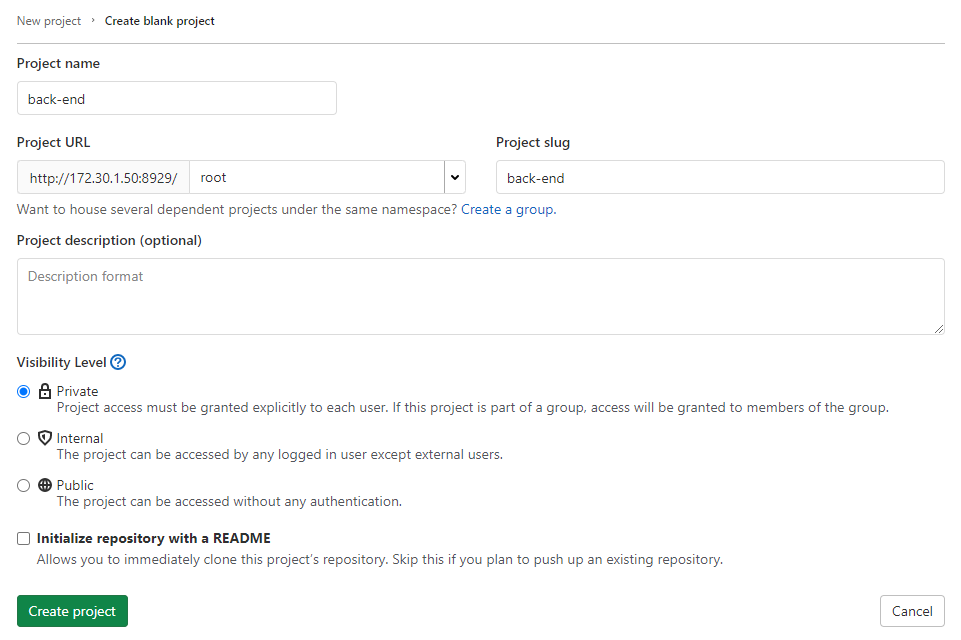 New project › Create blank project
Project name
back-end
Project URL
Project slug
http://172.30.1.50:8929/ root
back-end
Want to house several dependent projects under the same namespace? Create a group.
Project description (optional)
Description format
Visibility Level
Private
Project access must be granted explicitly to each user. If this project is part of a group, access will be granted to members of the group.
Internal
The project can be accessed by any logged in user except external users.
Public
The project can be accessed without any authentication.
Initialize repository with a README
Allows you to immediately clone this project’s repository. Skip this if you plan to push up an existing repository.
Create project
Cancel